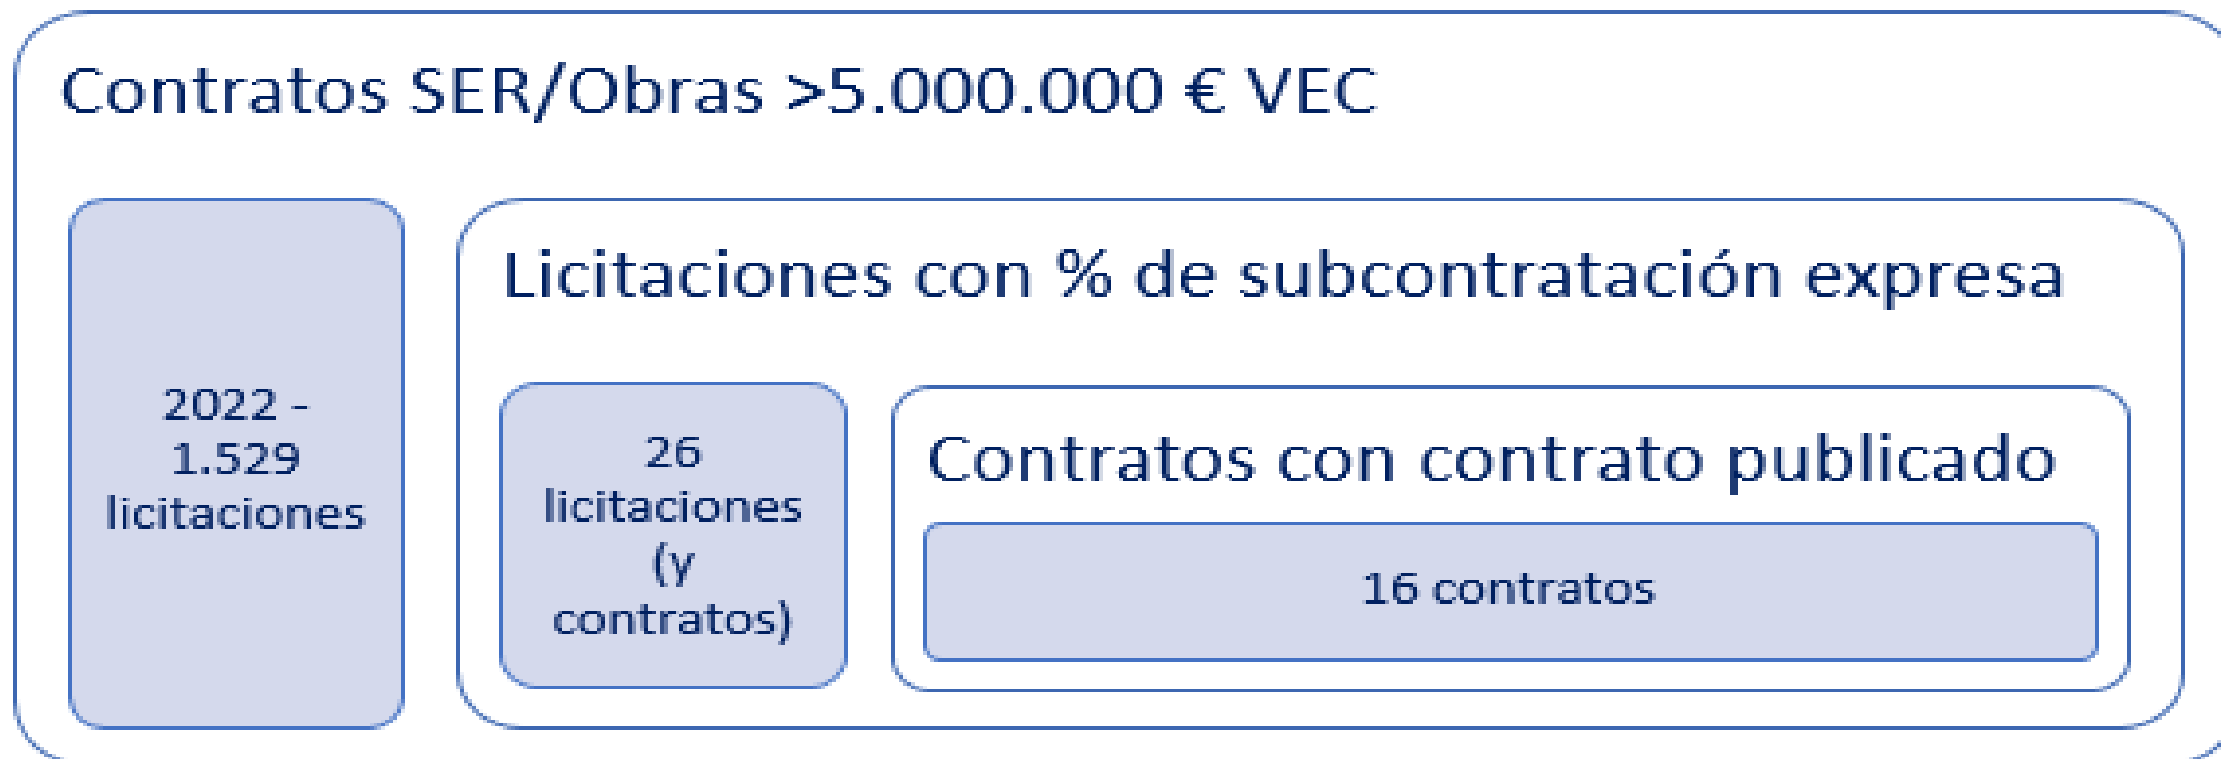 Contratos SER/Obras >5.000.000 € VEC
2022 -
1.529
licitaciones
Licitaciones con % de subcontratación expresa
26
licitaciones
(y
contratos)
Contratos con contrato publicado
16 contratos